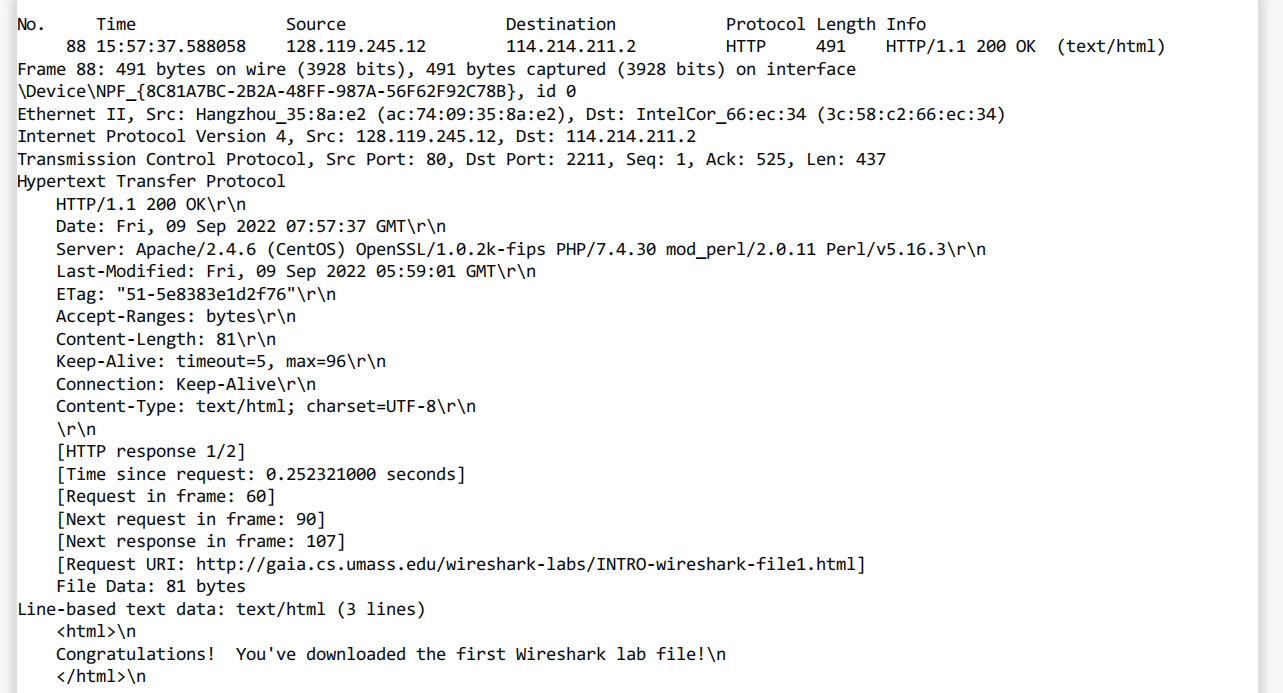 No. Time Source Destination Protocol Length Info
88 15:57:37.588058 128.119.245.12 114.214.211.2 HTTP 491 HTTP/1.1 200 OK (text/html)
Frame 88: 491 bytes on wire (3928 bits), 491 bytes captured (3928 bits) on interface
\Device\NPF_{8C81A7BC-2B2A-48FF-987A-56F62F92C78B}, id 0
Ethernet II, Src: Hangzhou_35:8a:e2 (ac:74:09:35:8a:e2), Dst: IntelCor_66:ec:34 (3c:58:c2:66:ec:34)
Internet Protocol Version 4, Src: 128.119.245.12, Dst: 114.214.211.2
Transmission Control Protocol, Src Port: 80, Dst Port: 2211, Seq: 1, Ack: 525, Len: 437
Hypertext Transfer Protocol
HTTP/1.1 200 OK\r\n
Date: Fri, 09 Sep 2022 07:57:37 GMT\r\n
Server: Apache/2.4.6 (CentOS) OpenSSL/1.0.2k-fips PHP/7.4.30 mod_perl/2.0.11 Perl/v5.16.3\r\n
Last-Modified: Fri, 09 Sep 2022 05:59:01 GMT\r\n
ETag: "51-5e8383e1d2f76"\r\n
Accept-Ranges: bytes\r\n
Content-Length: 81\r\n
Keep-Alive: timeout=5, max=96\r\n
Connection: Keep-Alive\r\n
Content-Type: text/html; charset=UTF-8\r\n
\r\n
[HTTP response 1/2]
[Time since request: 0.252321000 seconds]
[Request in frame: 60]
[Next request in frame: 90]
[Next response in frame: 107]
[Request URI: http://gaia.cs.umass.edu/wireshark-labs/INTRO-wireshark-file1.html]
File Data: 81 bytes
Line-based text data: text/html (3 lines)
<html>\n
Congratulations!  You've downloaded the first Wireshark lab file!\n
</html>\n